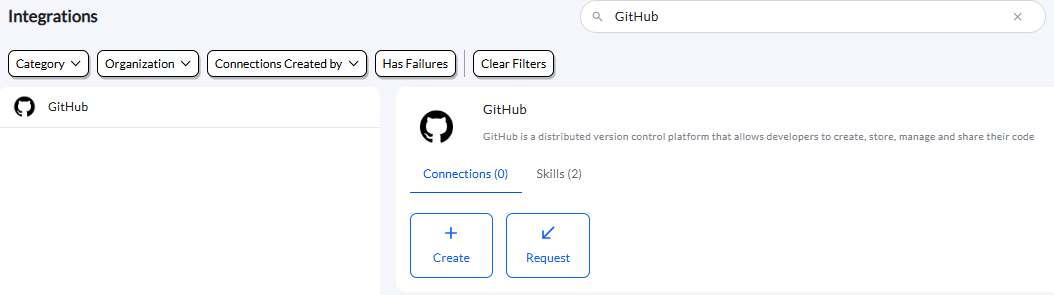 Integrations
GitHub
Category
Organization
Connections Created by
Has Failures
Clear Filters
GitHub
GitHub
GitHub is a distributed version control platform that allows developers to create, store, manage and share their code
Connections (0)
Skills (2)
Create
Request